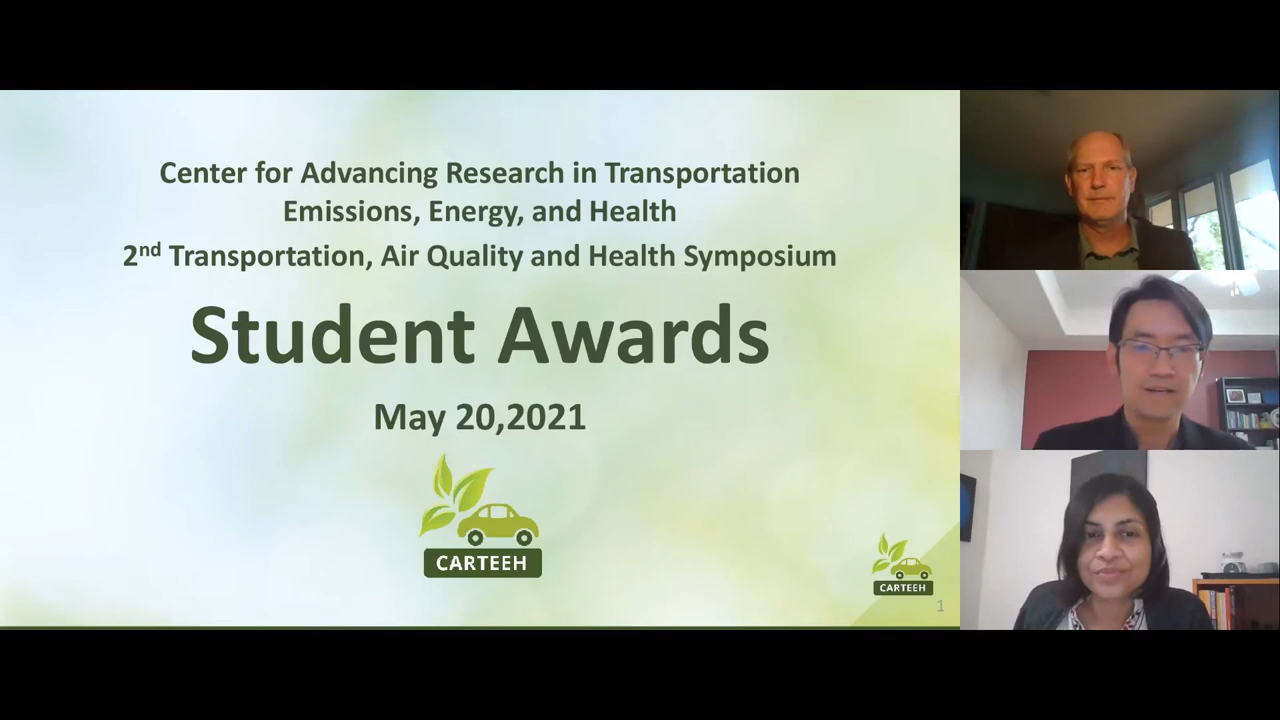 Center for Advancing Research in Transportation
Emissions, Energy, and Health
2nd Transportation, Air Quality and Health Symposium
Student Awards
May 20,2021
CARTEEH
CARTEEH
1